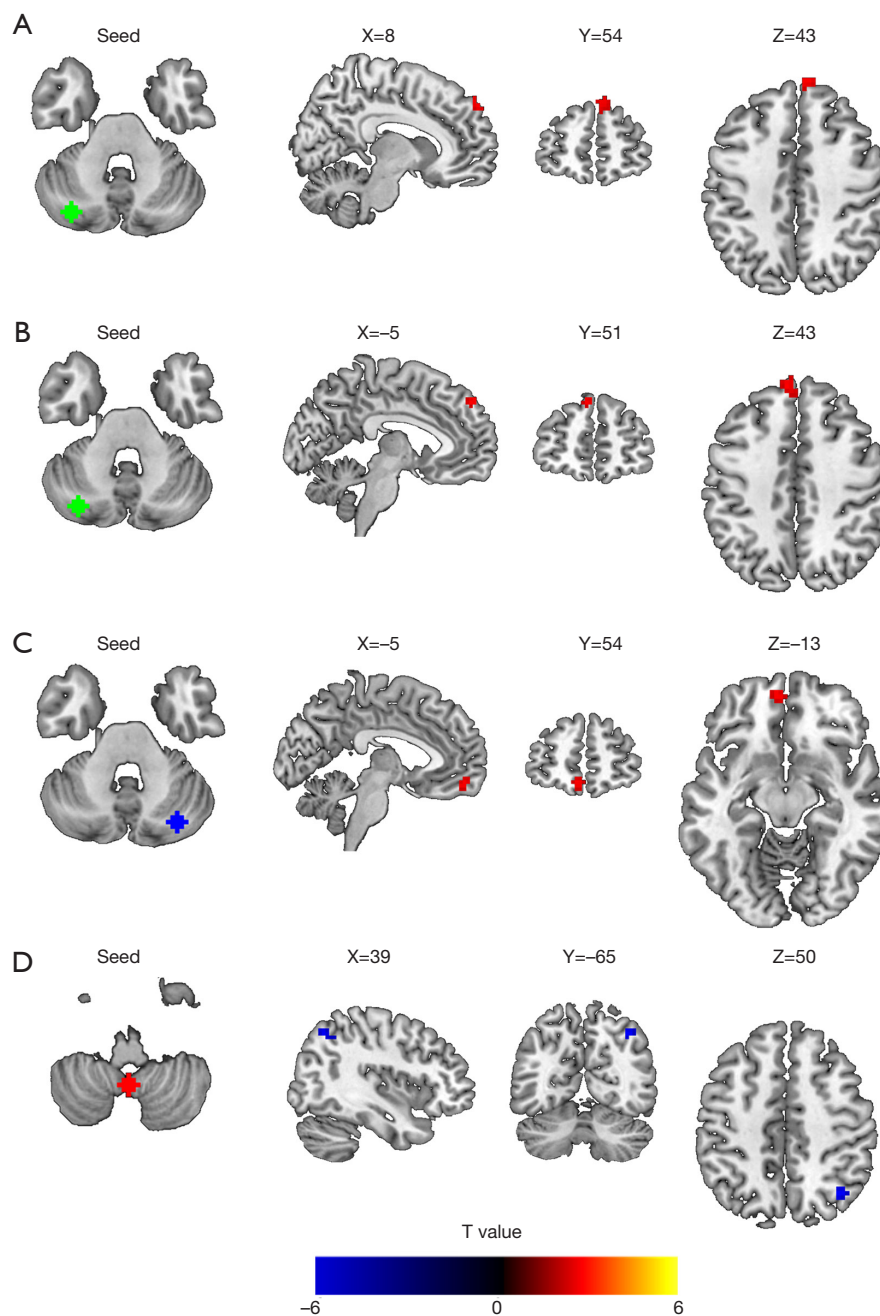 A
Seed X=8 Y=54 Z=43
B
Seed X=–5 Y=51 Z=43
C
Seed X=–5 Y=54 Z=–13
D
Seed X=39 Y=–65 Z=50
T value
–6 0 6